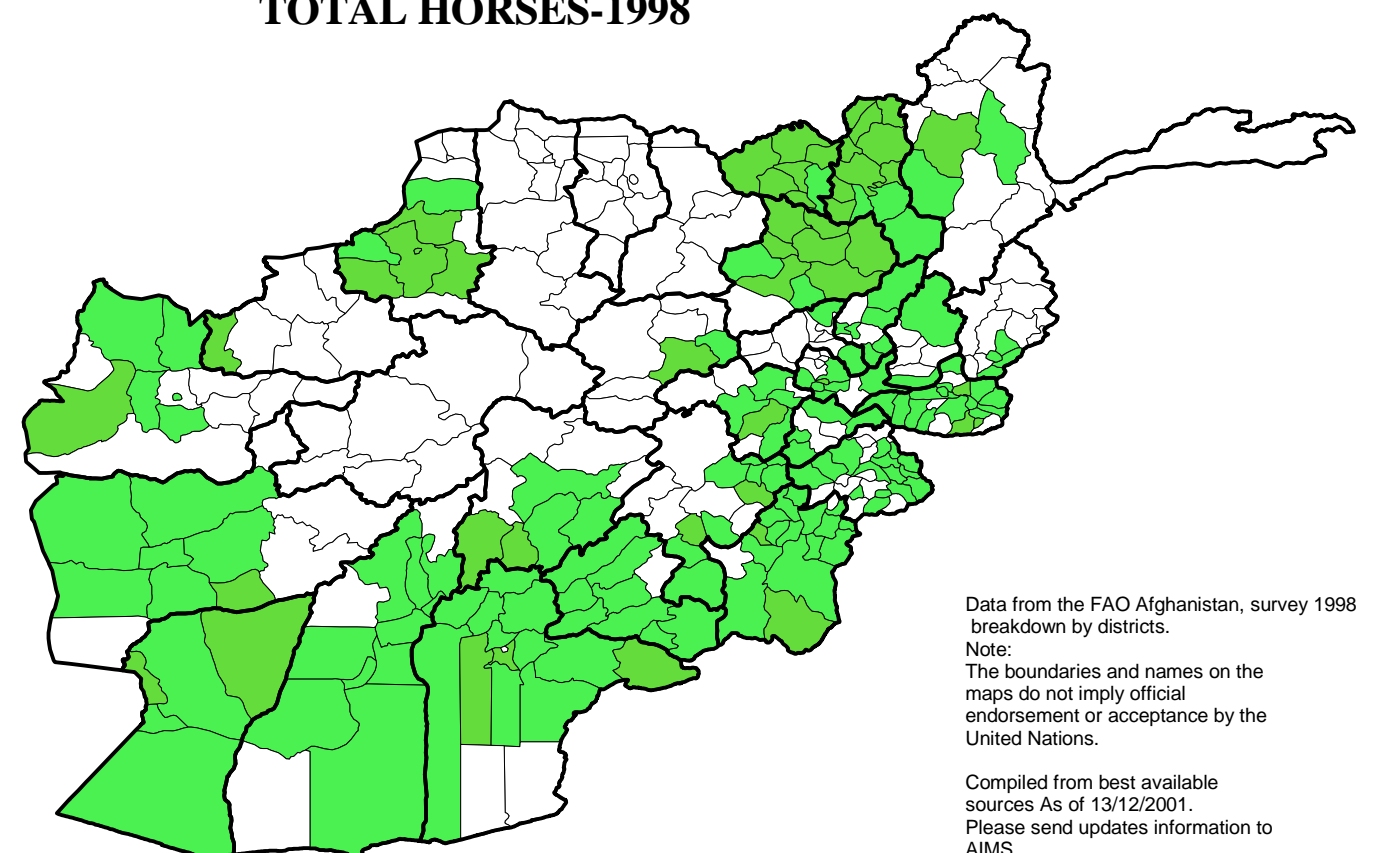 TOTAL HORSES-1998
Data from the FAO Afghanistan, survey 1998
breakdown by districts.
Note:
The boundaries and names on the
maps do not imply official
endorsement or acceptance by the
United Nations.
Compiled from best available
sources As of 13/12/2001.
Please send updates information to
AIMS